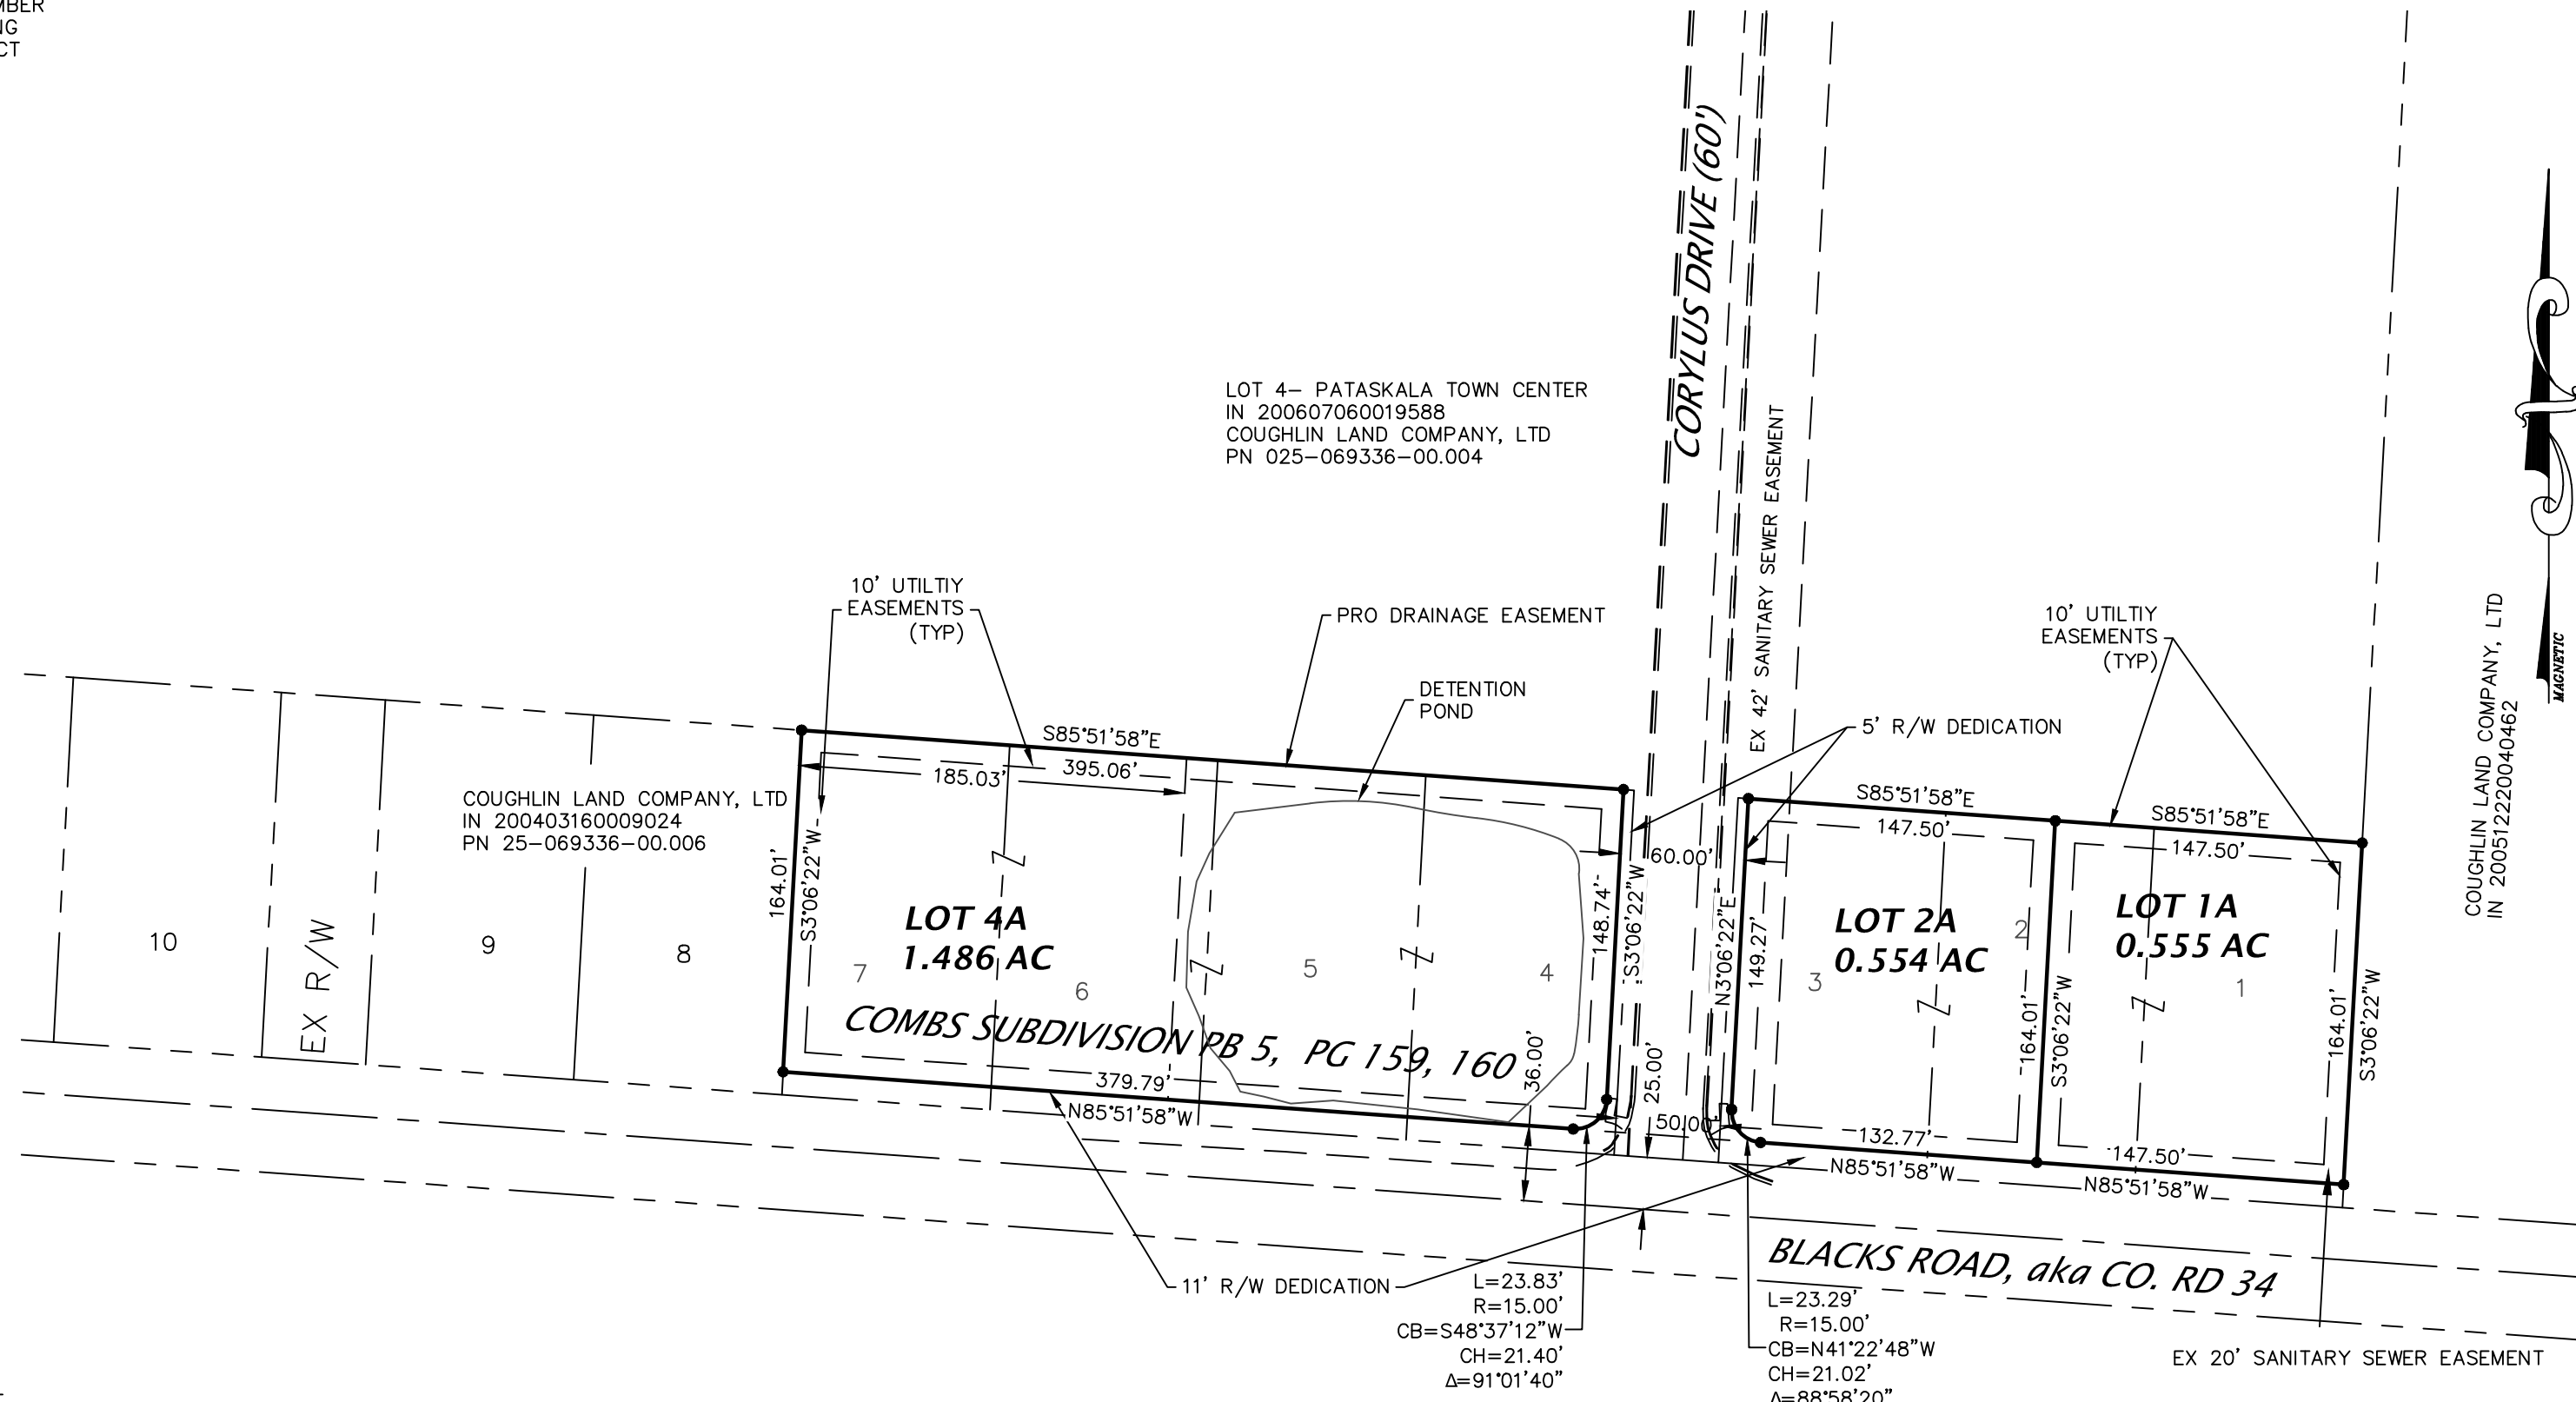 MBER
NG
CT
CORYLUS DRIVE (60')
LOT 4– PATASKALA TOWN CENTER
IN 200607060019588
COUGHLIN LAND COMPANY, LTD
PN 025–069336–00.004
EX 42' SANITARY SEWER EASEMENT
10' UTILTIY
EASEMENTS
(TYP)
PRO DRAINAGE EASEMENT
DETENTION
POND
10' UTILTIY
EASEMENTS
(TYP)
5' R/W DEDICATION
COUGHLIN LAND COMPANY, LTD
IN 200512220040462
MAGNETIC
S85°51'58"E
395.06'
185.03'
COUGHLIN LAND COMPANY, LTD
IN 200403160009024
PN 25–069336–00.006
10
EX R/W
9
8
164.01'
S3°06'22"W
LOT 4A
1.486 AC
7
6
5
4
COMBS SUBDIVISION PB 5, PG 159, 160
379.79'
N85°51'58"W
148.74'
S3°06'22"W
60.00'
36.00'
25.00'
50.00'
N3°06'22"E
149.27'
S85°51'58"E
147.50'
LOT 2A
0.554 AC
2
3
164.01'
S3°06'22"W
132.77'
N85°51'58"W
S85°51'58"E
147.50'
LOT 1A
0.555 AC
1
164.01'
S3°06'22"W
147.50'
N85°51'58"W
BLACKS ROAD, aka CO. RD 34
11' R/W DEDICATION
L=23.83'
R=15.00'
CB=S48°37'12"W
CH=21.40'
Δ=91°01'40"
L=23.29'
R=15.00'
CB=N41°22'48"W
CH=21.02'
Δ=88°58'20"
EX 20' SANITARY SEWER EASEMENT